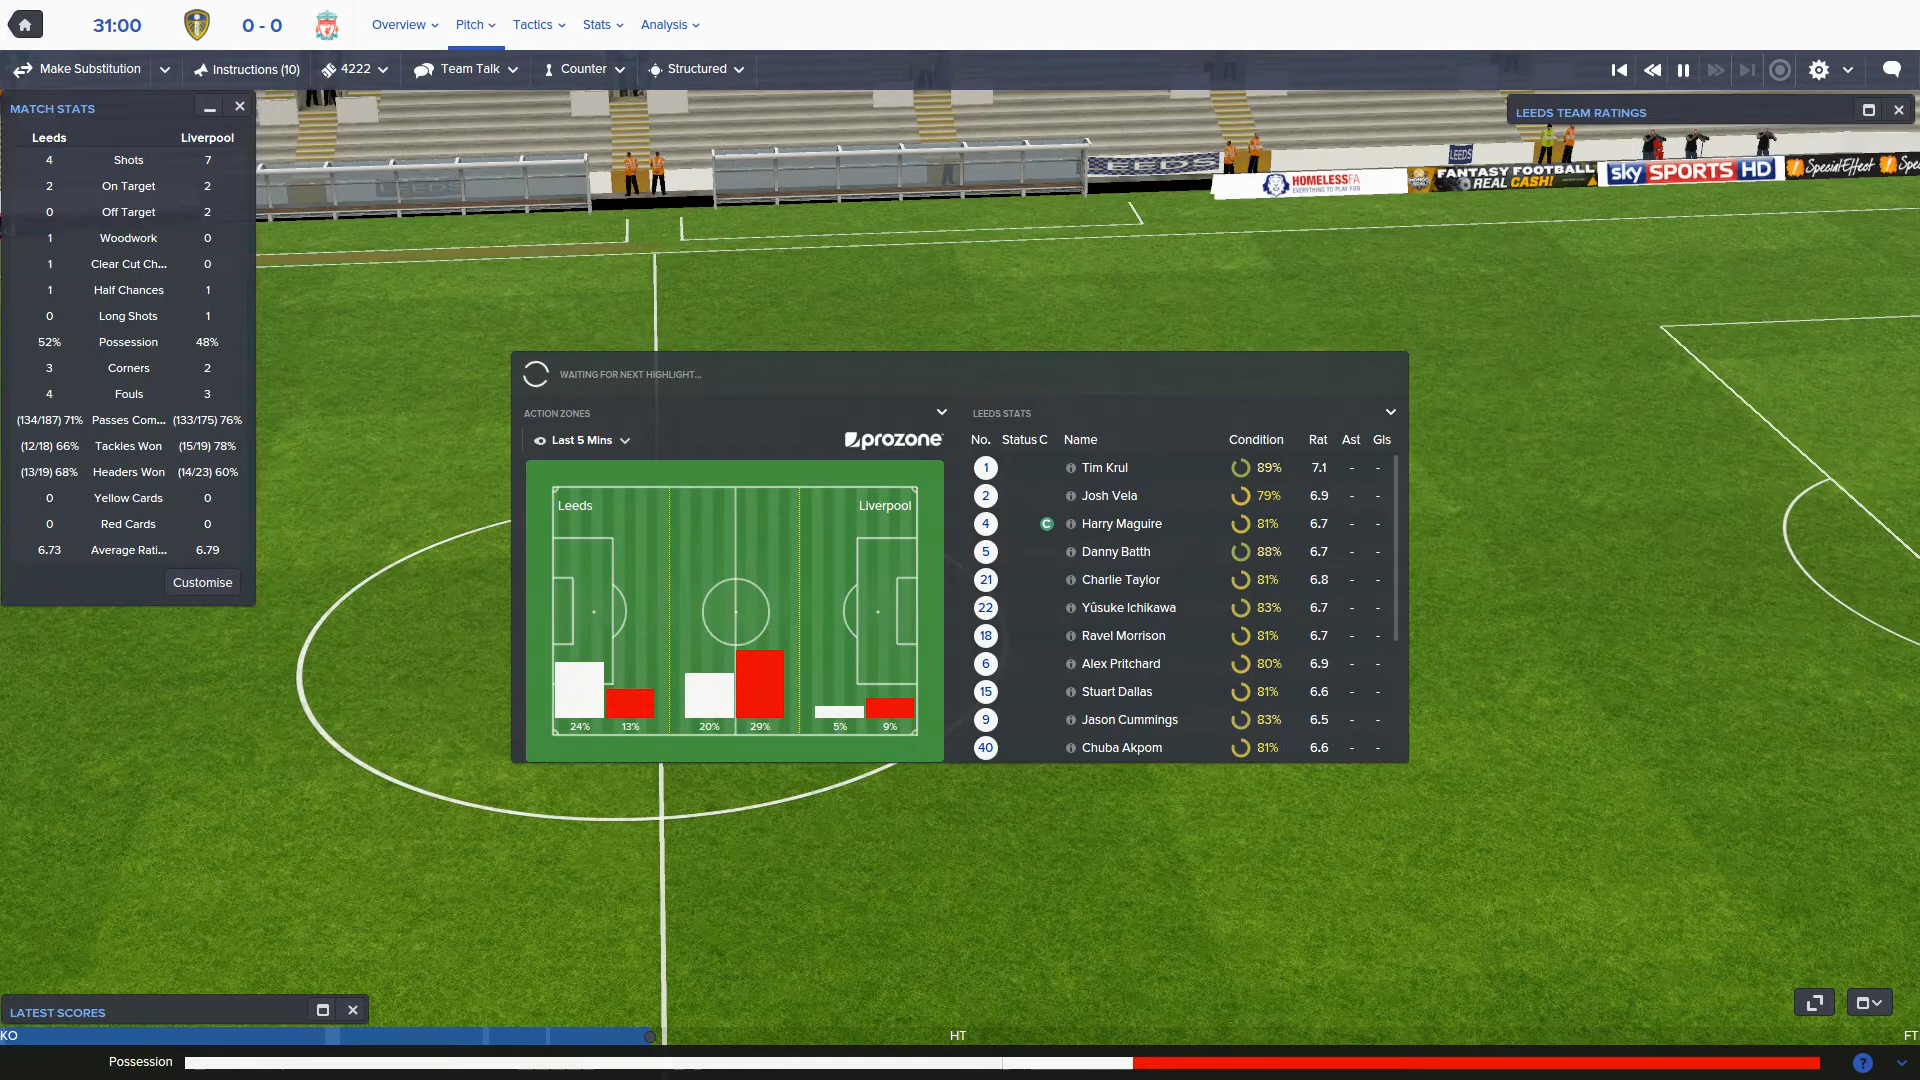 31:00
0 - 0
Overview
Pitch
Tactics
Stats
Analysis
Make Substitution
Instructions (10)
4222
Team Talk
Counter
Structured
MATCH STATS
Leeds Liverpool
4 Shots 7
2 On Target 2
0 Off Target 2
1 Woodwork 0
1 Clear Cut Ch... 0
1 Half Chances 1
0 Long Shots 1
52% Possession 48%
3 Corners 2
4 Fouls 3
(134/187) 71% Passes Com... (133/175) 76%
(12/18) 66% Tackles Won (15/19) 78%
(13/19) 68% Headers Won (14/23) 60%
0 Yellow Cards 0
0 Red Cards 0
6.73 Average Rati... 6.79
Customise
LEEDS TEAM RATINGS
LEEDS
LEEDS
LEEDS
HOMELESSFA
EVERYTHING TO PLAY FOR
FANTASY FOOTBALL
REAL CASH!
sky SPORTS HD
SpecialEffect
Spec
WAITING FOR NEXT HIGHLIGHT...
ACTION ZONES
Last 5 Mins
prozone
Leeds Liverpool
24% 13% 20% 29% 5% 9%
LEEDS STATS
No. Status C Name Condition Rat Ast Gls
1 Tim Krul 89% 7.1 - -
2 Josh Vela 79% 6.9 - -
4 C Harry Maguire 81% 6.7 - -
5 Danny Batth 88% 6.7 - -
21 Charlie Taylor 81% 6.8 - -
22 Yûsuke Ichikawa 83% 6.7 - -
18 Ravel Morrison 81% 6.7 - -
6 Alex Pritchard 80% 6.9 - -
15 Stuart Dallas 81% 6.6 - -
9 Jason Cummings 83% 6.5 - -
40 Chuba Akpom 81% 6.6 - -
LATEST SCORES
KO HT FT
Possession
?